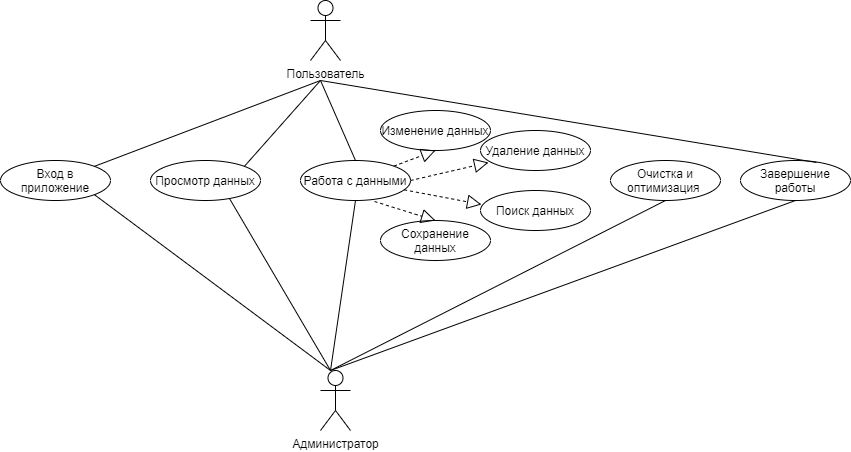 Пользователь
Изменение данных
Удаление данных
Вход в
приложение
Просмотр данных
Работа с данными
Очистка и
оптимизация
Завершение
работы
Поиск данных
Сохранение
данных
Администратор